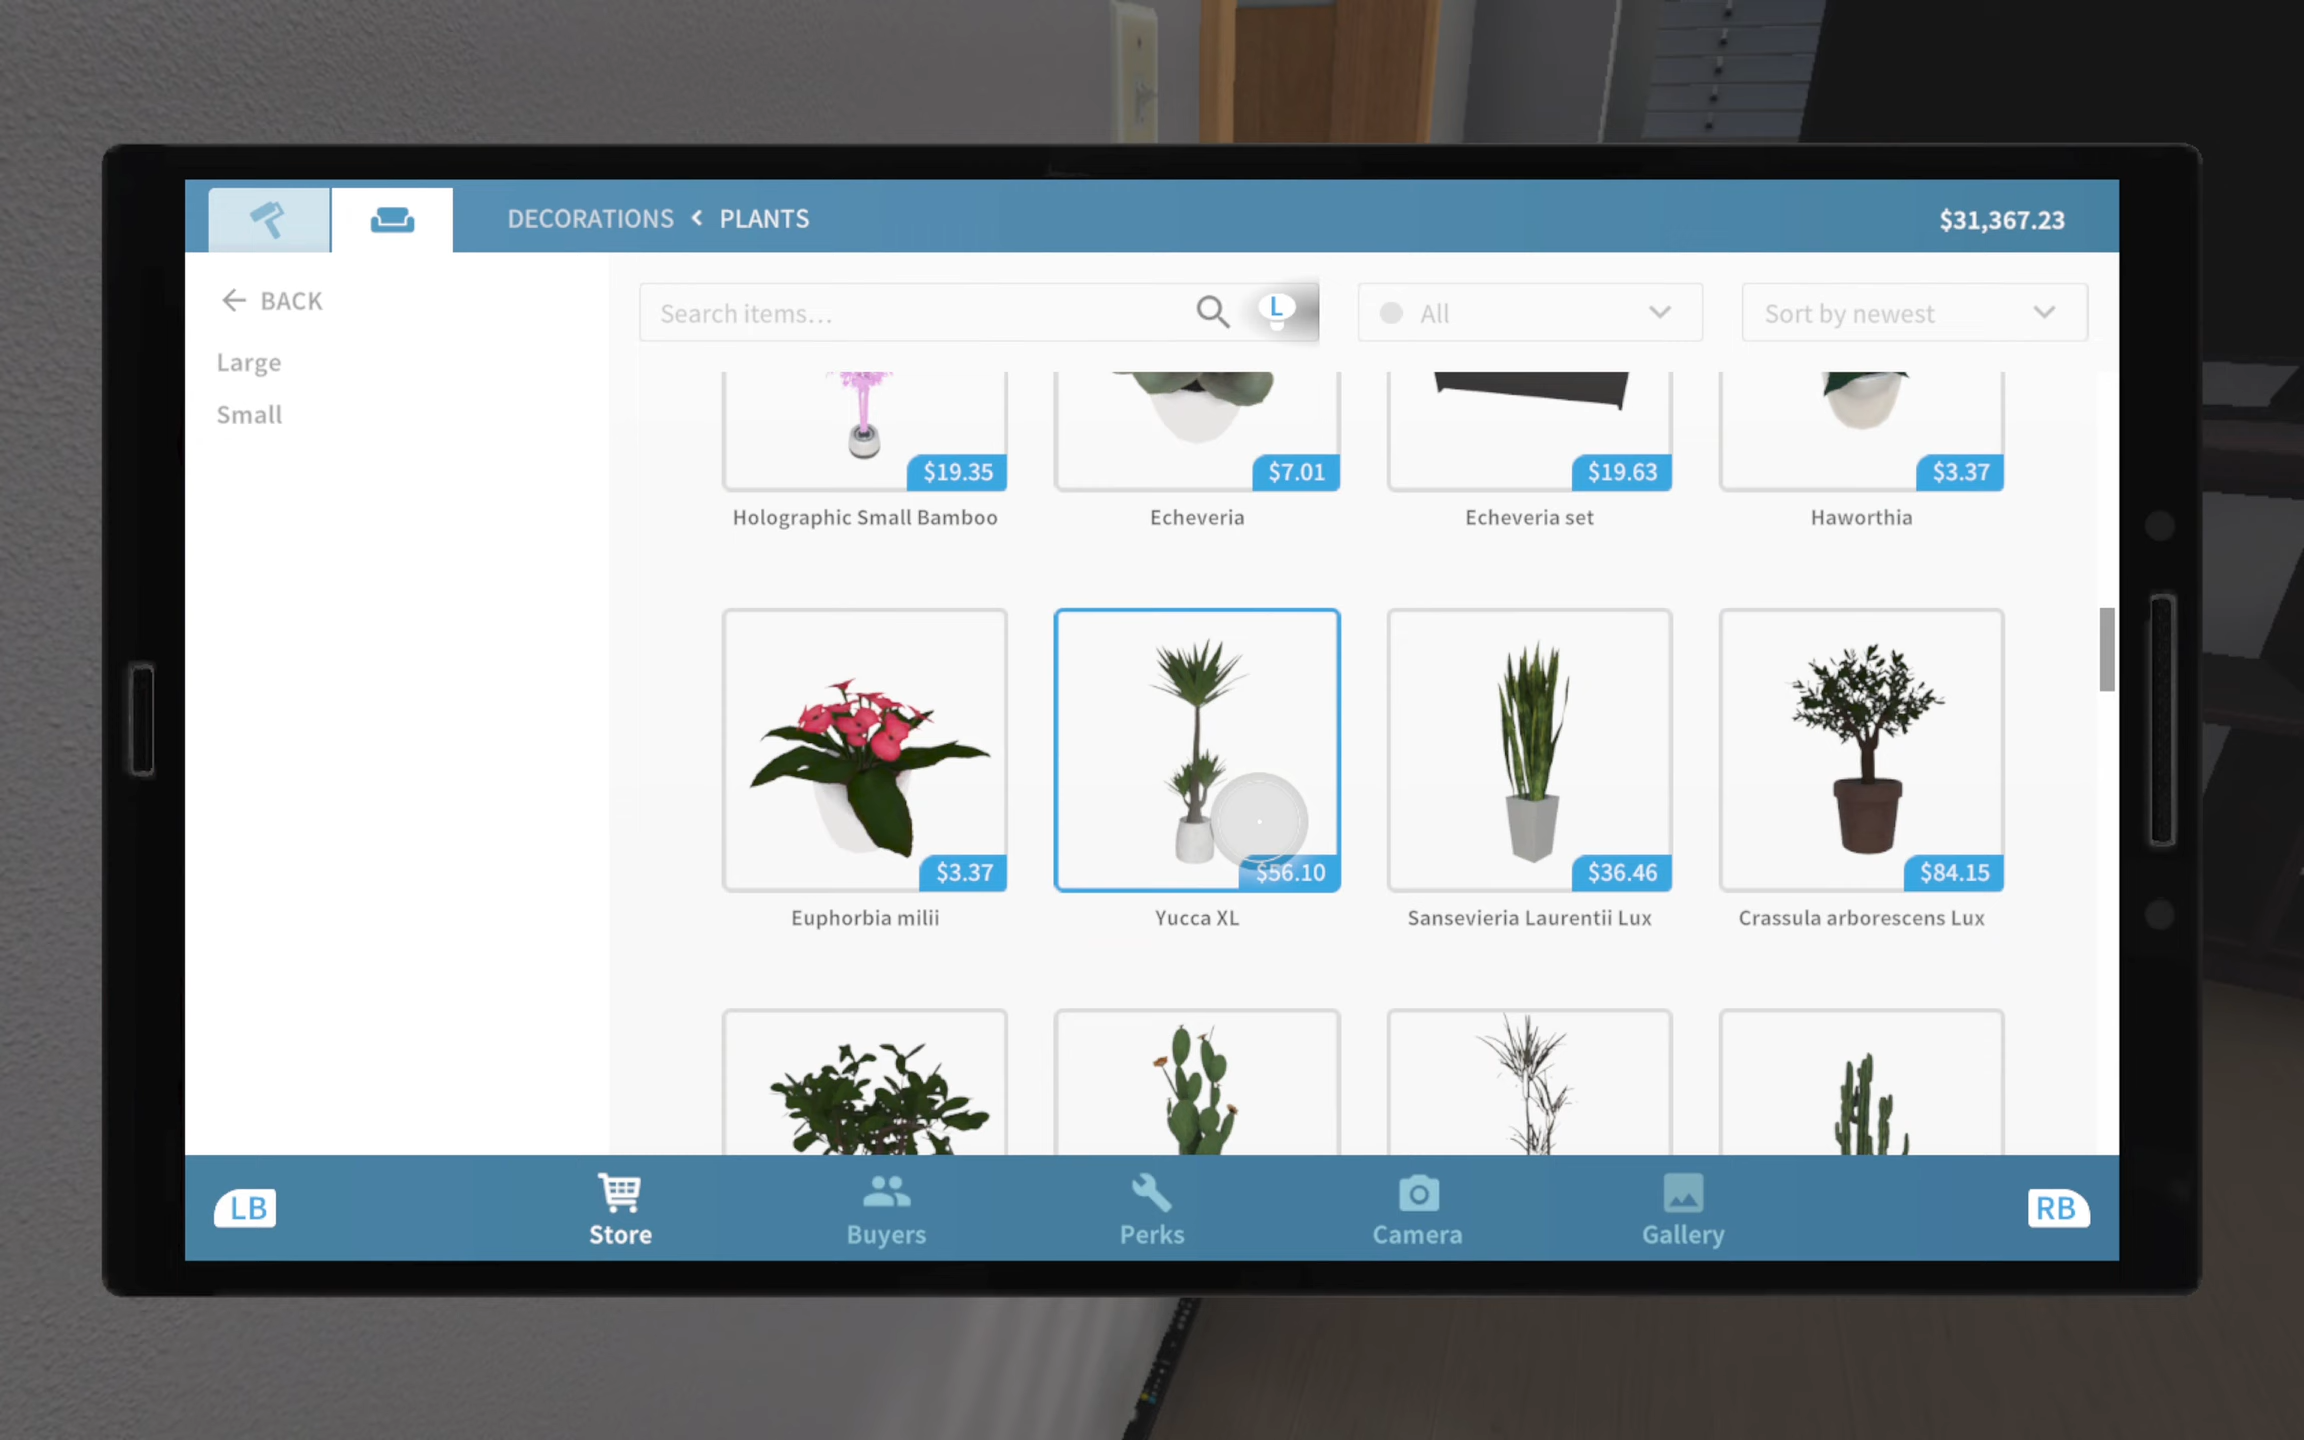 DECORATIONS < PLANTS
$31,367.23
BACK
Large
Small
Search items...
L
All
Sort by newest
$19.35
$7.01
$19.63
$3.37
Holographic Small Bamboo
Echeveria
Echeveria set
Haworthia
$3.37
$56.10
$36.46
$84.15
Euphorbia milii
Yucca XL
Sansevieria Laurentii Lux
Crassula arborescens Lux
LB
Store
Buyers
Perks
Camera
Gallery
RB